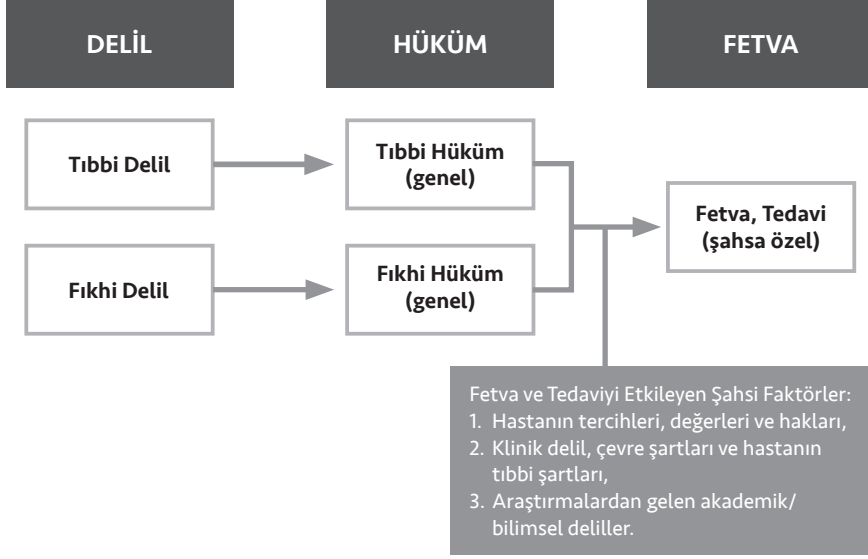 DELİL
HÜKÜM
FETVA
Tıbbi Delil
Tıbbi Hüküm
(genel)
Fıkhi Delil
Fıkhi Hüküm
(genel)
Fetva, Tedavi
(şahsa özel)
Fetva ve Tedaviyi Etkileyen Şahsi Faktörler:
1. Hastanın tercihleri, değerleri ve hakları,
2. Klinik delil, çevre şartları ve hastanın
tıbbi şartları,
3. Araştırmalardan gelen akademik/
bilimsel deliller.